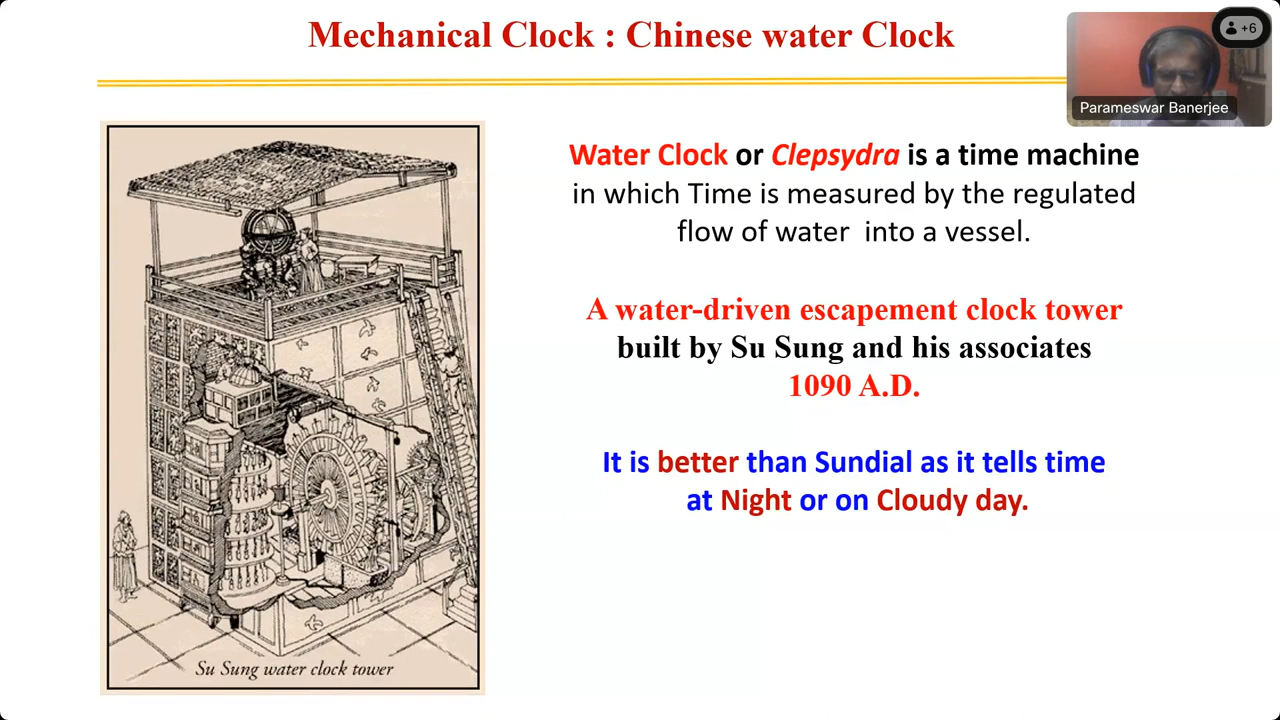 Mechanical Clock : Chinese water Clock
+6
Parameswar Banerjee
Water Clock or Clepsydra is a time machine
in which Time is measured by the regulated
flow of water into a vessel.
A water-driven escapement clock tower
built by Su Sung and his associates
1090 A.D.
It is better than Sundial as it tells time
at Night or on Cloudy day.
Su Sung water clock tower